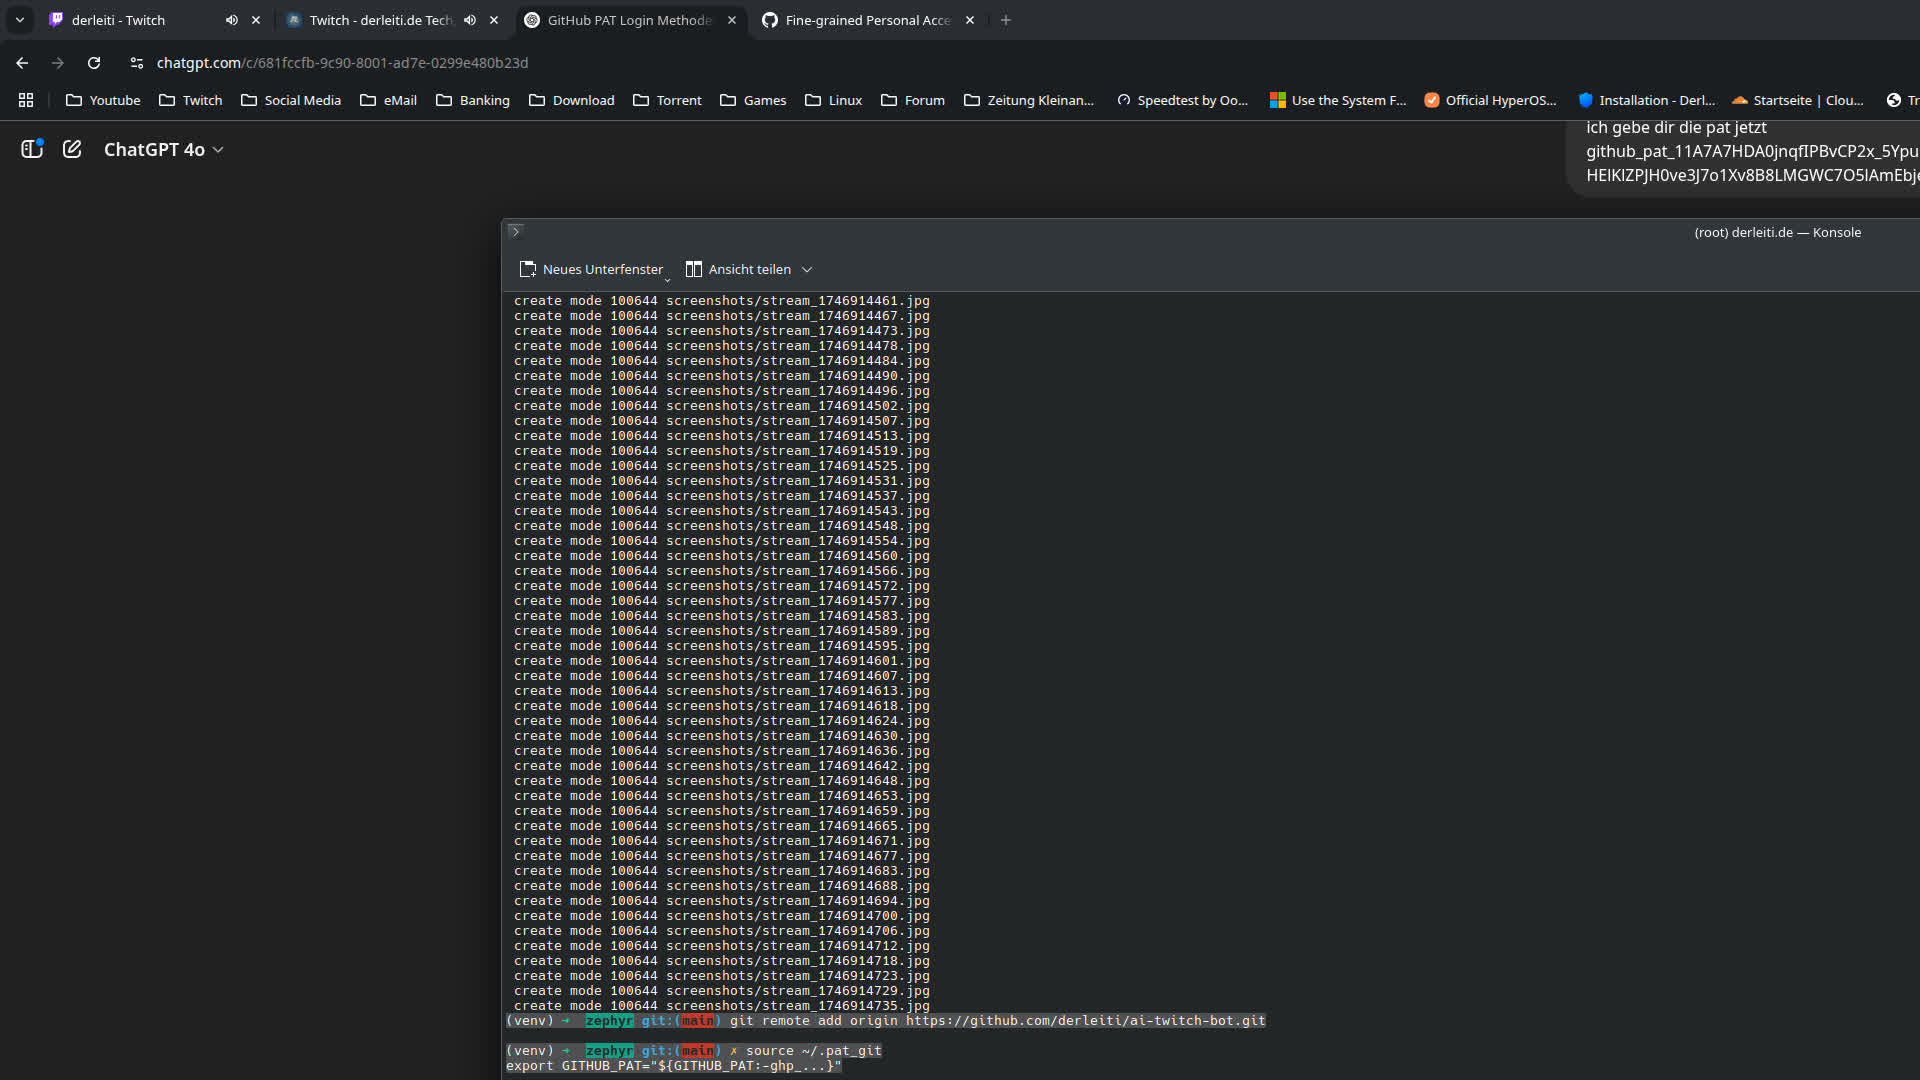 derleiti - Twitch
Twitch - derleiti.de Tech
GitHub PAT Login Methode
Fine-grained Personal Acce
chatgpt.com/c/681fccfb-9c90-8001-ad7e-0299e480b23d
Youtube Twitch Social Media eMail Banking Download Torrent Games Linux Forum Zeitung Kleinan... Speedtest by Oo... Use the System F... Official HyperOS... Installation - Derl... Startseite | Clou... Tr
ChatGPT 4o
ich gebe dir die pat jetzt
github_pat_11A7A7HDA0jnqfIPBvCP2x_5Ypu
HElKlZPJH0ve3J7o1Xv8B8LMGWC7O5lAmEbj
(root) derleiti.de — Konsole
Neues Unterfenster Ansicht teilen
create mode 100644 screenshots/stream_1746914461.jpg
create mode 100644 screenshots/stream_1746914467.jpg
create mode 100644 screenshots/stream_1746914473.jpg
create mode 100644 screenshots/stream_1746914478.jpg
create mode 100644 screenshots/stream_1746914484.jpg
create mode 100644 screenshots/stream_1746914490.jpg
create mode 100644 screenshots/stream_1746914496.jpg
create mode 100644 screenshots/stream_1746914502.jpg
create mode 100644 screenshots/stream_1746914507.jpg
create mode 100644 screenshots/stream_1746914513.jpg
create mode 100644 screenshots/stream_1746914519.jpg
create mode 100644 screenshots/stream_1746914525.jpg
create mode 100644 screenshots/stream_1746914531.jpg
create mode 100644 screenshots/stream_1746914537.jpg
create mode 100644 screenshots/stream_1746914543.jpg
create mode 100644 screenshots/stream_1746914548.jpg
create mode 100644 screenshots/stream_1746914554.jpg
create mode 100644 screenshots/stream_1746914560.jpg
create mode 100644 screenshots/stream_1746914566.jpg
create mode 100644 screenshots/stream_1746914572.jpg
create mode 100644 screenshots/stream_1746914577.jpg
create mode 100644 screenshots/stream_1746914583.jpg
create mode 100644 screenshots/stream_1746914589.jpg
create mode 100644 screenshots/stream_1746914595.jpg
create mode 100644 screenshots/stream_1746914601.jpg
create mode 100644 screenshots/stream_1746914607.jpg
create mode 100644 screenshots/stream_1746914613.jpg
create mode 100644 screenshots/stream_1746914618.jpg
create mode 100644 screenshots/stream_1746914624.jpg
create mode 100644 screenshots/stream_1746914630.jpg
create mode 100644 screenshots/stream_1746914636.jpg
create mode 100644 screenshots/stream_1746914642.jpg
create mode 100644 screenshots/stream_1746914648.jpg
create mode 100644 screenshots/stream_1746914653.jpg
create mode 100644 screenshots/stream_1746914659.jpg
create mode 100644 screenshots/stream_1746914665.jpg
create mode 100644 screenshots/stream_1746914671.jpg
create mode 100644 screenshots/stream_1746914677.jpg
create mode 100644 screenshots/stream_1746914683.jpg
create mode 100644 screenshots/stream_1746914688.jpg
create mode 100644 screenshots/stream_1746914694.jpg
create mode 100644 screenshots/stream_1746914700.jpg
create mode 100644 screenshots/stream_1746914706.jpg
create mode 100644 screenshots/stream_1746914712.jpg
create mode 100644 screenshots/stream_1746914718.jpg
create mode 100644 screenshots/stream_1746914723.jpg
create mode 100644 screenshots/stream_1746914729.jpg
create mode 100644 screenshots/stream_1746914735.jpg
(venv) ➜ zephyr git:(main) git remote add origin https://github.com/derleiti/ai-twitch-bot.git
(venv) ➜ zephyr git:(main) ✗ source ~/.pat_git
export GITHUB_PAT="${GITHUB_PAT:-ghp_...}"